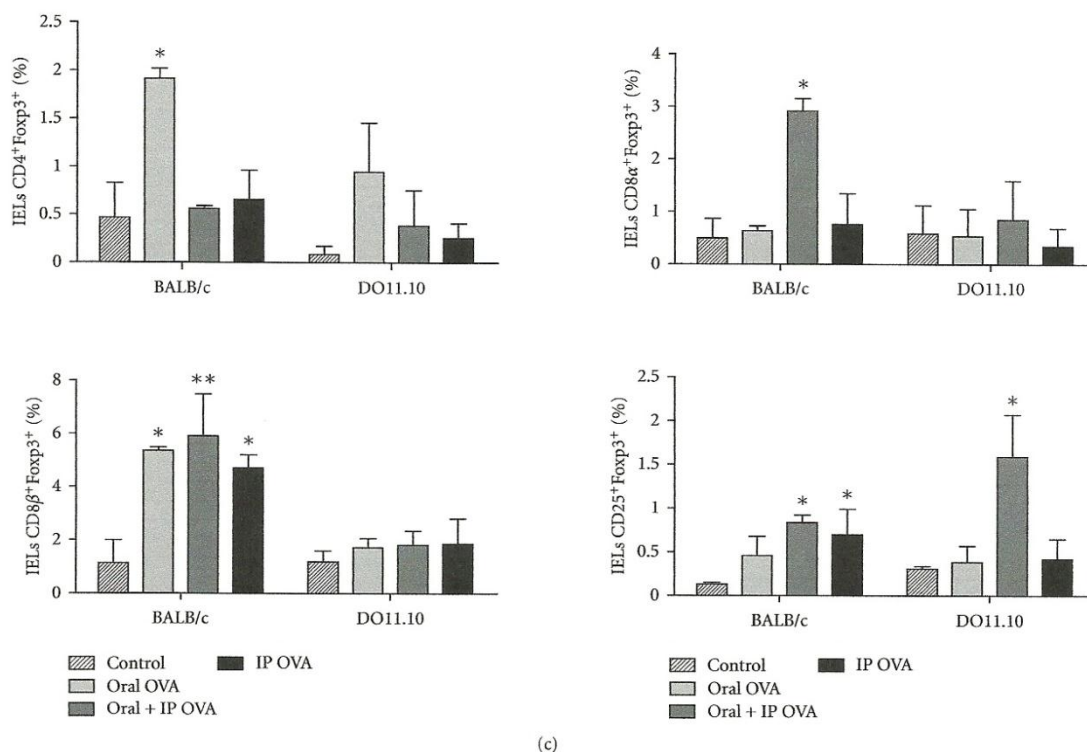 IELs CD4⁺Foxp3⁺ (%)
2.5
2
1.5
1
0.5
0
*
BALB/c
DO11.10
IELs CD8α⁺Foxp3⁺ (%)
4
3
2
1
0
*
BALB/c
DO11.10
IELs CD8β⁺Foxp3⁺ (%)
8
6
4
2
0
*
**
*
BALB/c
DO11.10
Control
Oral OVA
Oral + IP OVA
IP OVA
IELs CD25⁺Foxp3⁺ (%)
2.5
2
1.5
1
0.5
0
*
*
*
BALB/c
DO11.10
Control
Oral OVA
Oral + IP OVA
IP OVA
(c)